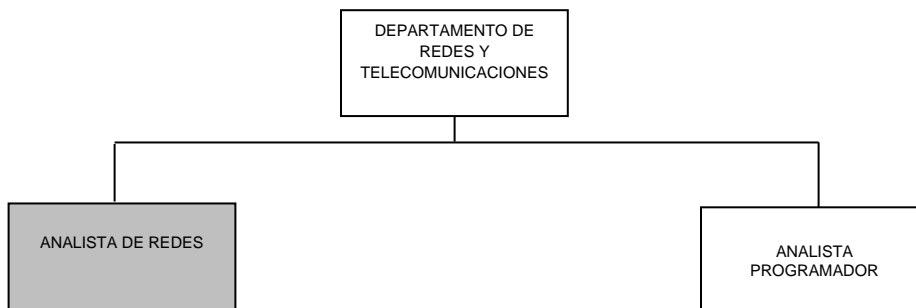 DEPARTAMENTO DE
REDES Y
TELECOMUNICACIONES
ANALISTA DE REDES
ANALISTA
PROGRAMADOR